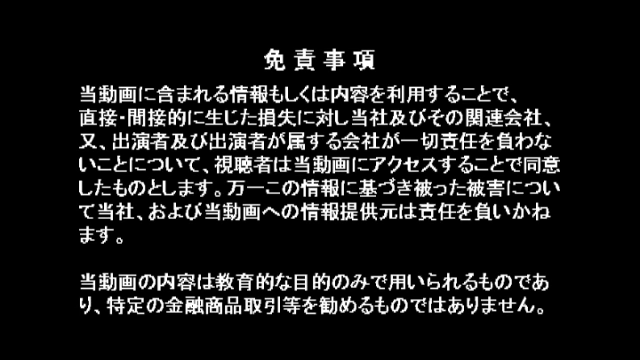 免責事項
当動画に含まれる情報もしくは内容を利用することで、
直接・間接的に生じた損失に対し当社及びその関連会社、
又、出演者及び出演者が属する会社が一切責任を負わな
いことについて、視聴者は当動画にアクセスすることで同意
したものとします。万一この情報に基づき被った被害につい
て当社、および当動画への情報提供元は責任を負いかね
ます。
当動画の内容は教育的な目的のみで用いられるものであ
り、特定の金融商品取引等を勧めるものではありません。